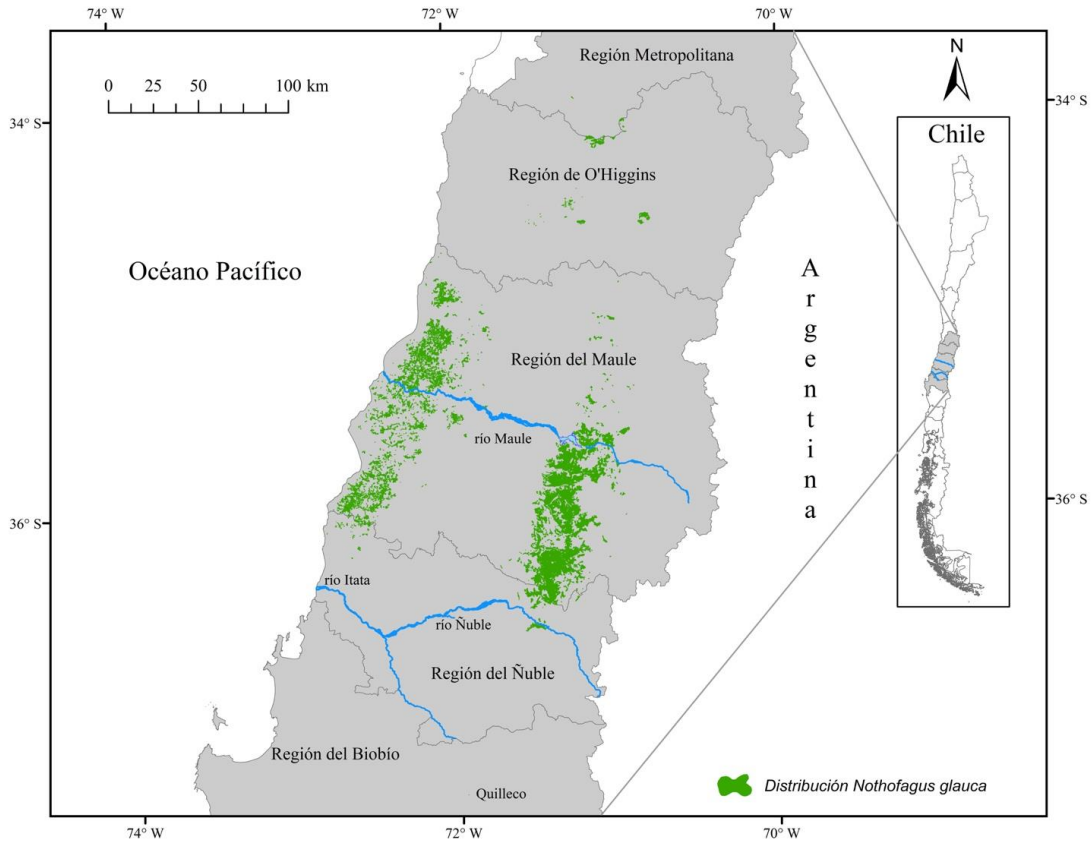 74° W
72° W
70° W
0 25 50 100 km
Región Metropolitana
N
34° S
34° S
Chile
Región de O'Higgins
Océano Pacífico
Argentina
Región del Maule
río Maule
36° S
36° S
río Itata
río Ñuble
Región del Ñuble
Región del Biobío
Quilleco
Distribución Nothofagus glauca
74° W
72° W
70° W